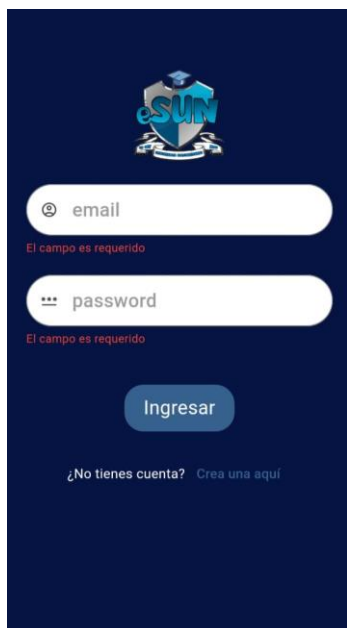 eSUN
email
El campo es requerido
password
El campo es requerido
Ingresar
¿No tienes cuenta? Crea una aquí